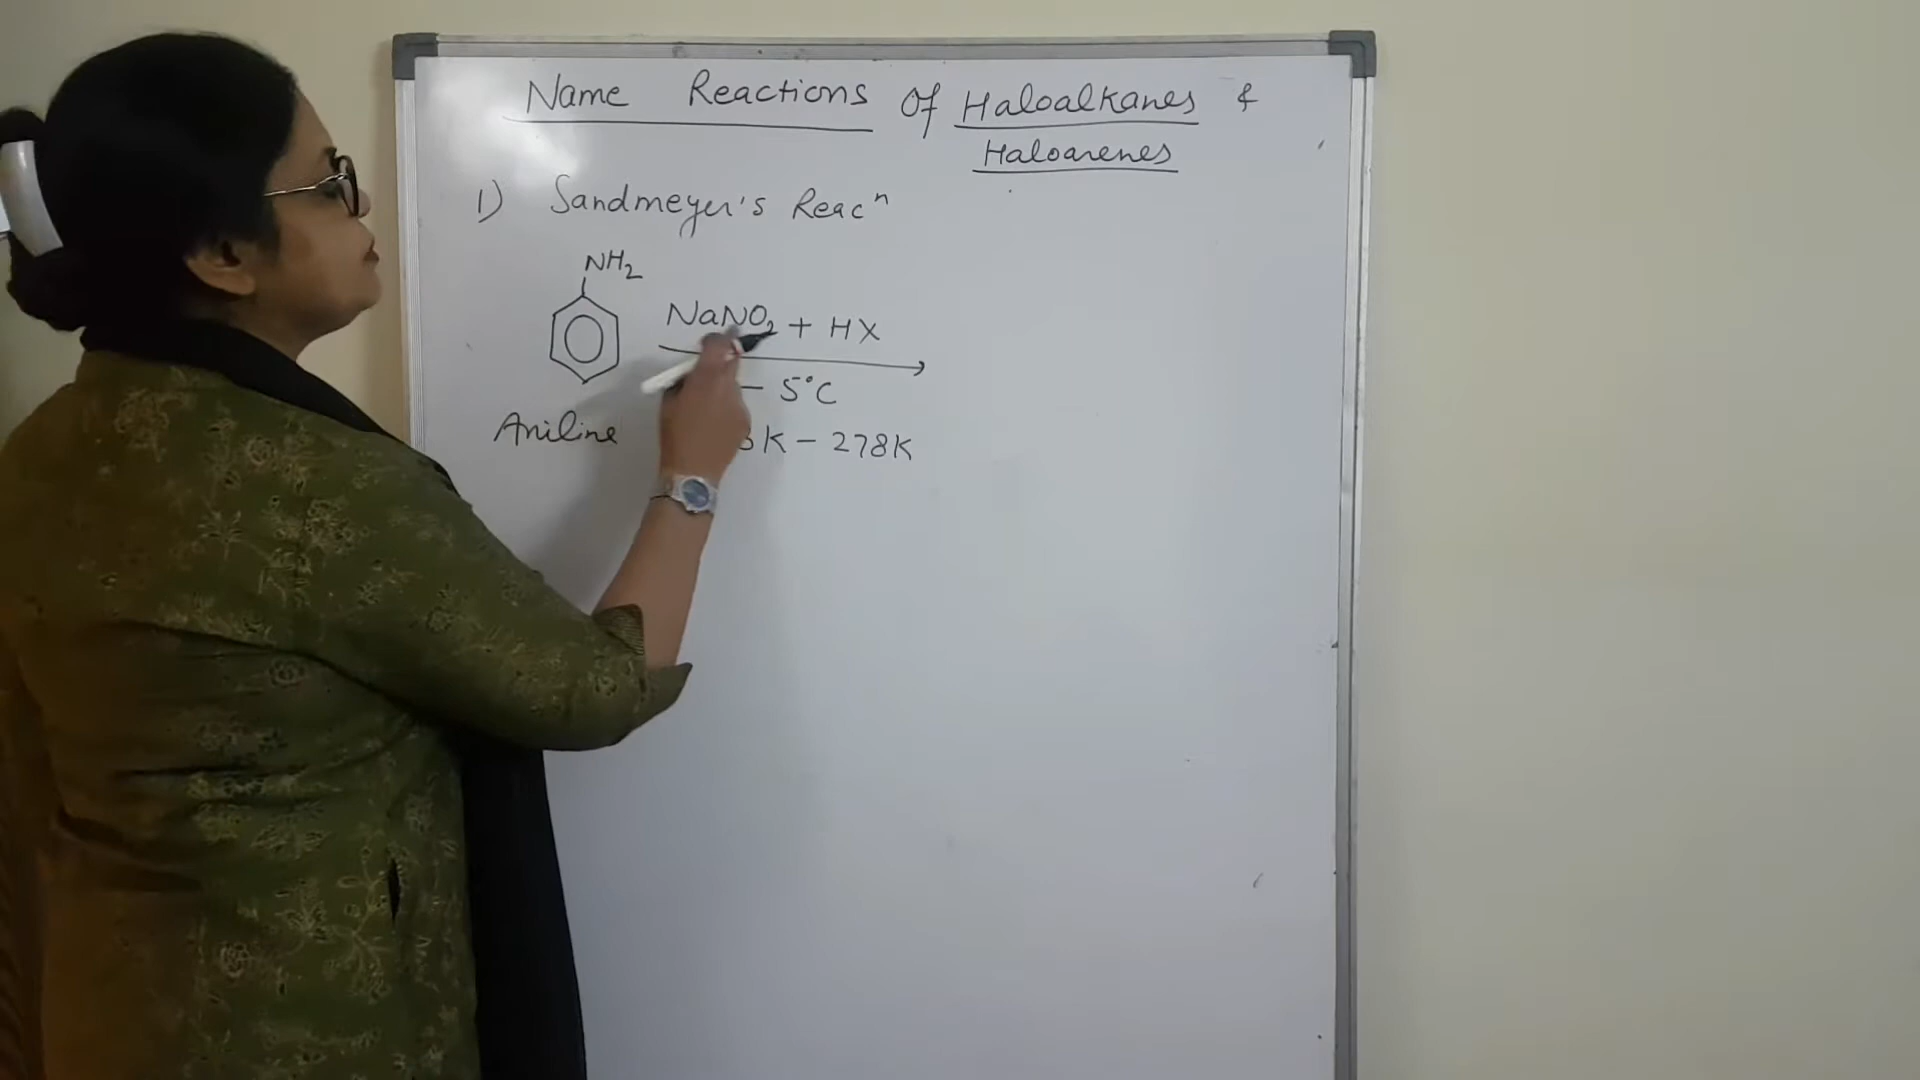 Name Reactions Of Haloalkanes &
Haloarenes
1) Sandmeyer's Reacⁿ
NH₂
NaNO₂ + HX
– 5°C
Aniline
K – 278K